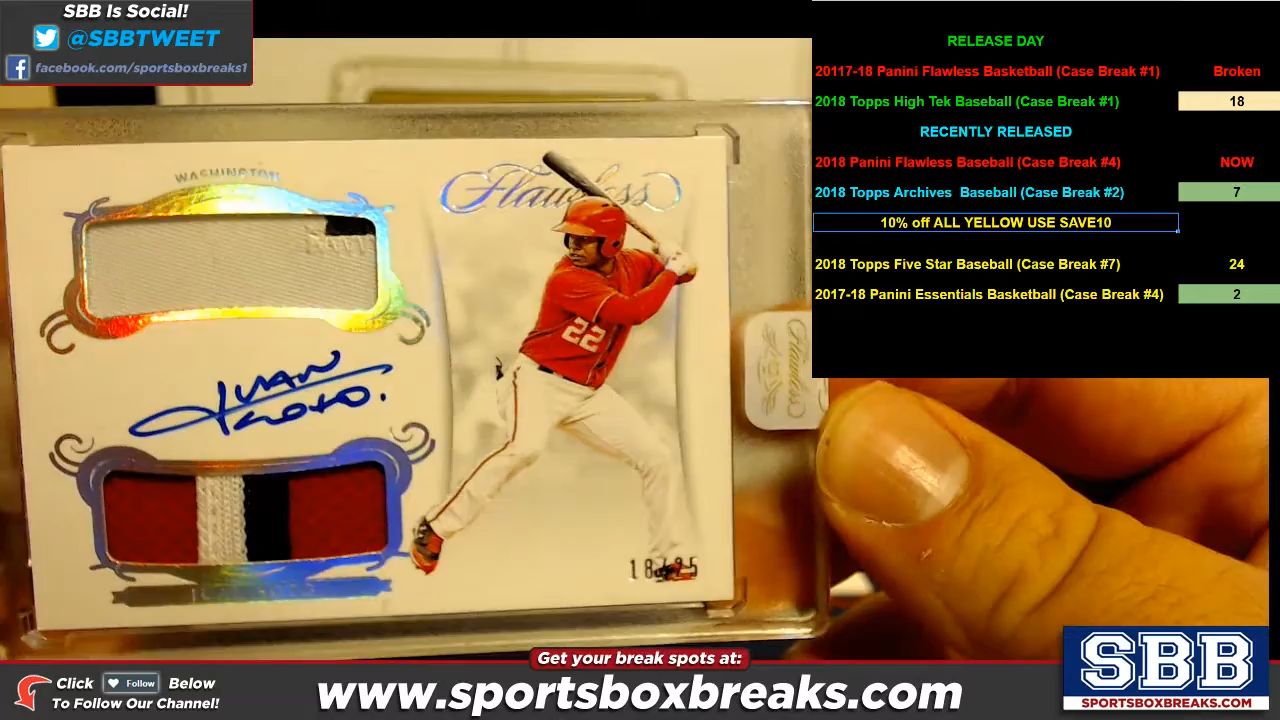 SBB Is Social!
@SBBTWEET
facebook.com/sportsboxbreaks1
RELEASE DAY
20117-18 Panini Flawless Basketball (Case Break #1) Broken
2018 Topps High Tek Baseball (Case Break #1) 18
RECENTLY RELEASED
2018 Panini Flawless Baseball (Case Break #4) NOW
2018 Topps Archives Baseball (Case Break #2) 7
10% off ALL YELLOW USE SAVE10
2018 Topps Five Star Baseball (Case Break #7) 24
2017-18 Panini Essentials Basketball (Case Break #4) 2
WASHINGTON
Flawless
22
Juan Soto.
Flawless
Get your break spots at:
Click Follow Below
To Follow Our Channel!
www.sportsboxbreaks.com
SBB
SPORTSBOXBREAKS.COM